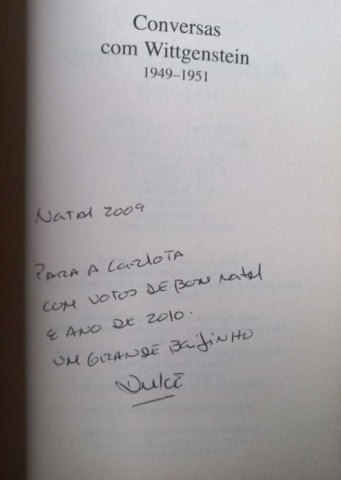 Conversas
com Wittgenstein
1949–1951
Natal 2009
PARA A CARLOTA
COM VOTOS DE BOM Natal
E ANO DE 2010.
UM GRANDE BEIJINHO
Dulce